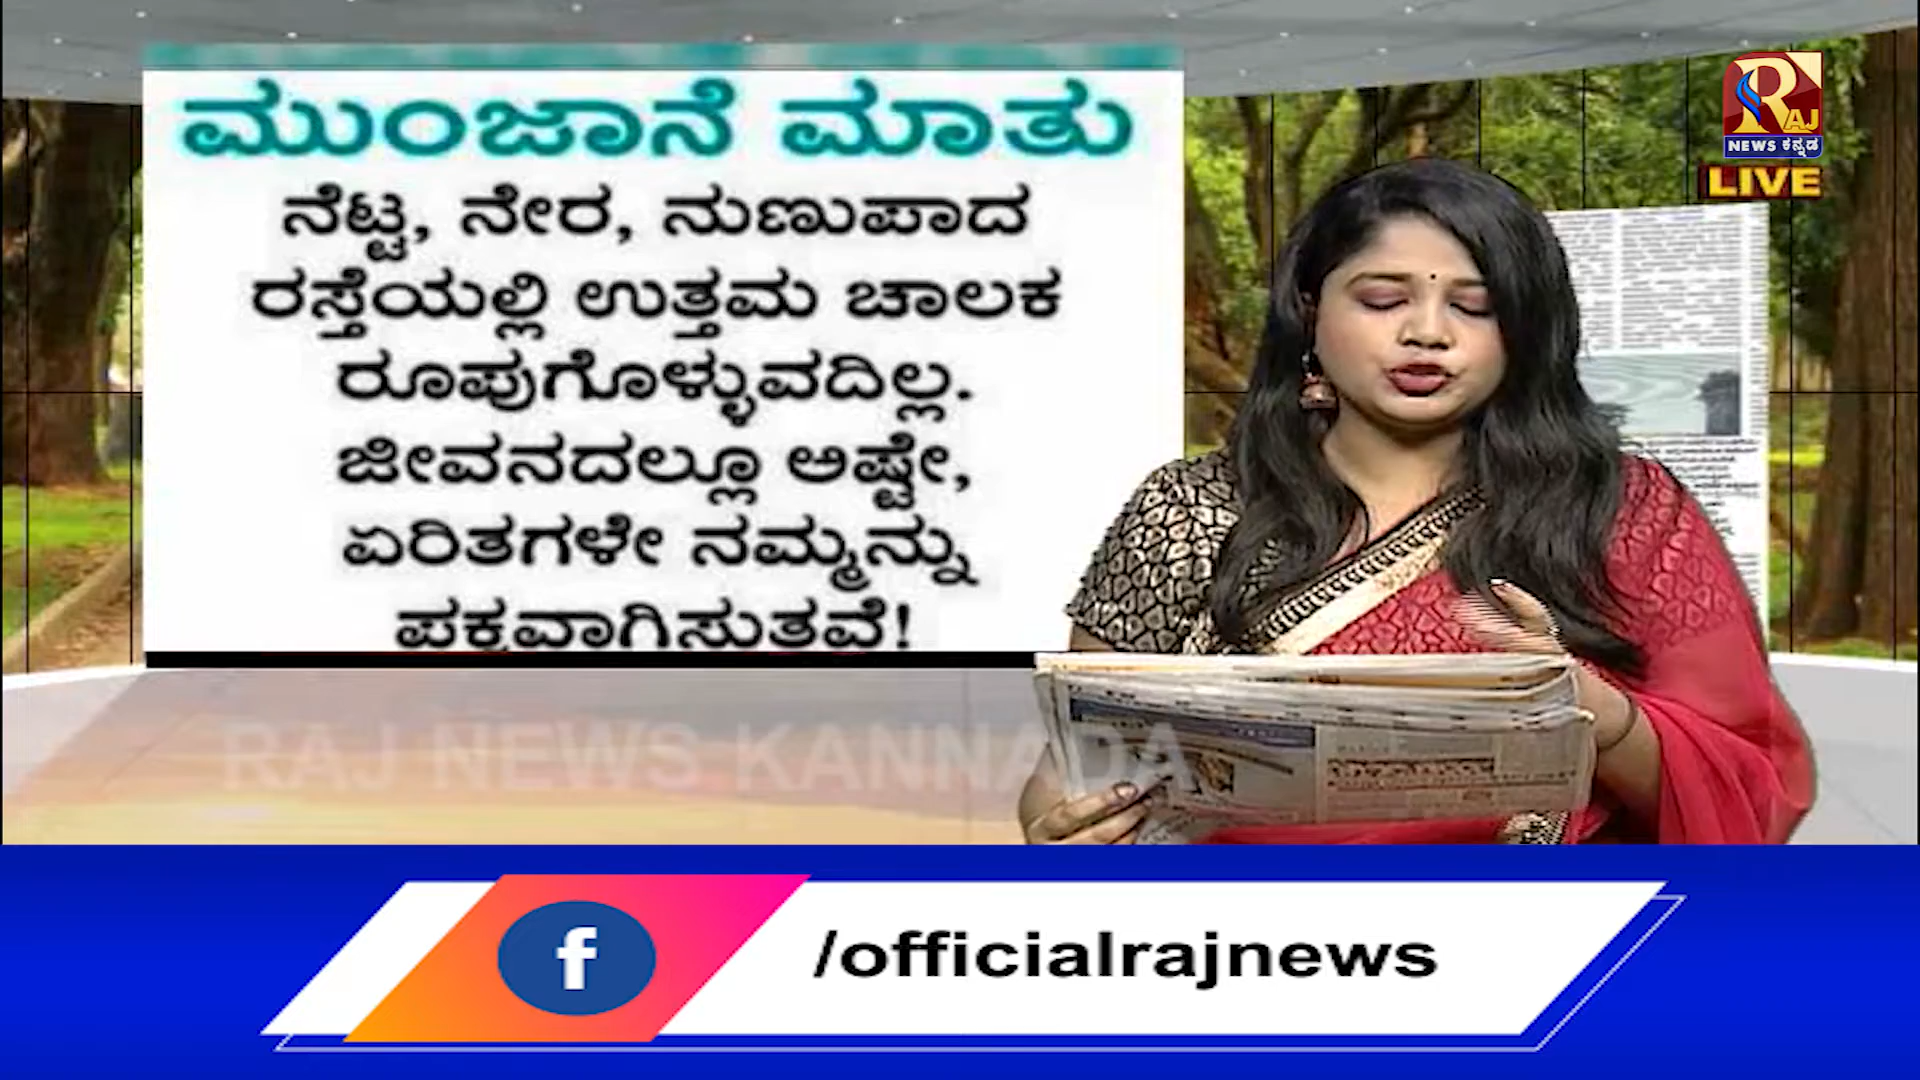 ಮುಂಜಾನೆ ಮಾತು
ನೆಟ್ಟ, ನೇರ, ನುಣುಪಾದ
ರಸ್ತೆಯಲ್ಲಿ ಉತ್ತಮ ಚಾಲಕ
ರೂಪುಗೊಳ್ಳುವದಿಲ್ಲ.
ಜೀವನದಲ್ಲೂ ಅಷ್ಟೇ,
ಏರಿತಗಳೇ ನಮ್ಮನ್ನು
ಪಕ್ವವಾಗಿಸುತವೆ!
RAJ
NEWS ಕನ್ನಡ
LIVE
RAJ NEWS KANNADA
f /officialrajnews